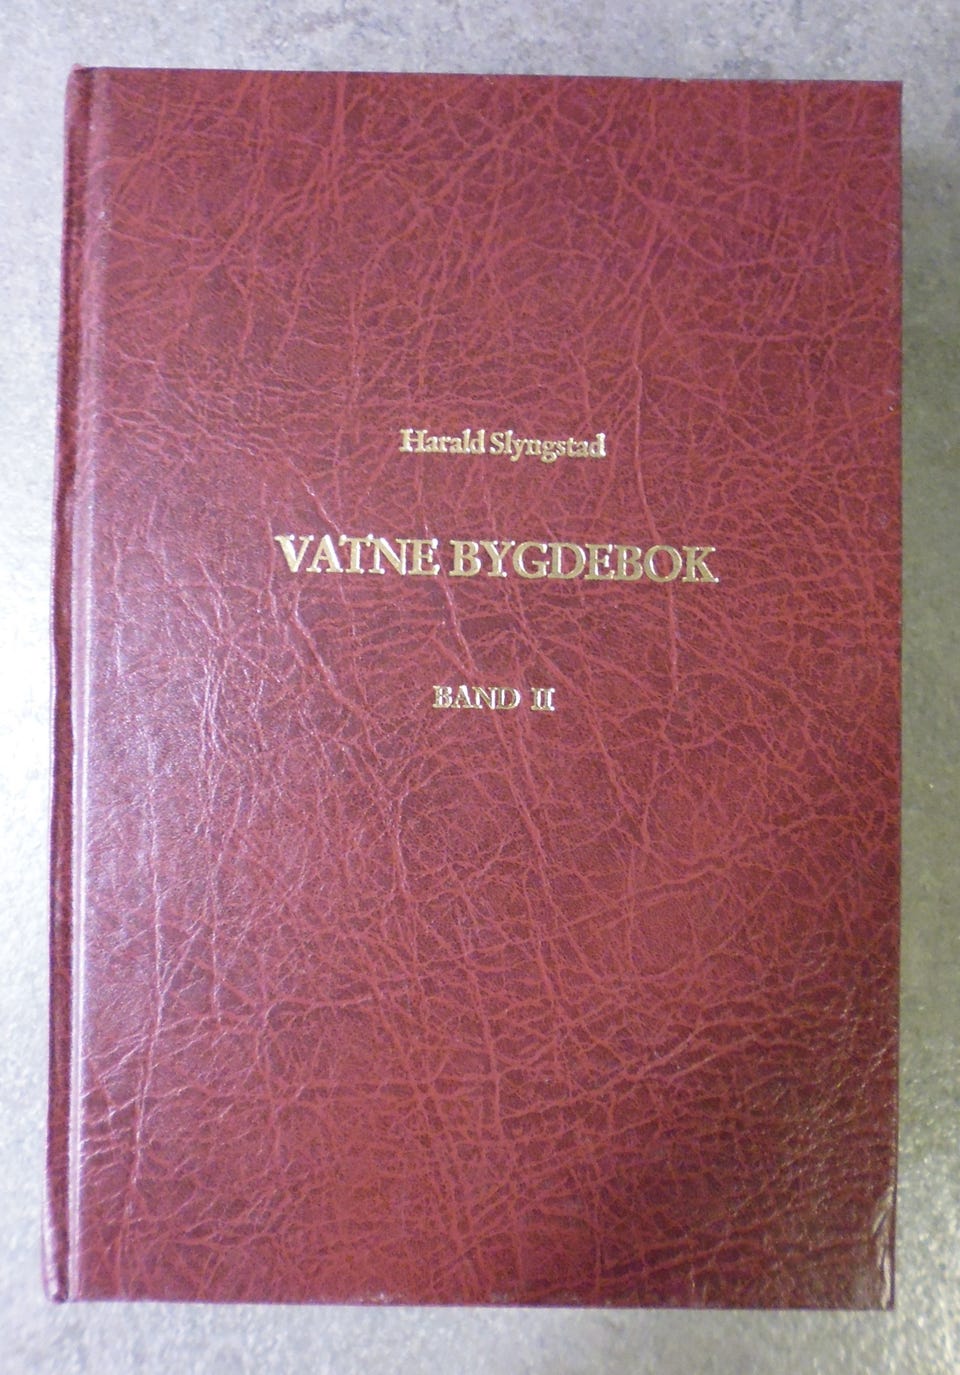 Harald Slyngstad
VATNE BYGDEBOK
BAND II